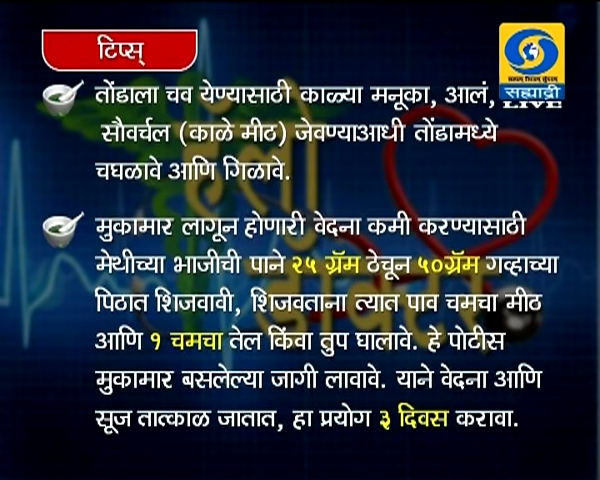 टिप्स्
सह्याद्री
LIVE
तोंडाला चव येण्यासाठी काळ्या मनूका, आलं,
सौवर्चल (काळे मीठ) जेवण्याआधी तोंडामध्ये
चघळावे आणि गिळावे.
मुकामार लागून होणारी वेदना कमी करण्यासाठी
मेथीच्या भाजीची पाने २५ ग्रॅम ठेचून ५०ग्रॅम गव्हाच्या
पिठात शिजवावी, शिजवताना त्यात पाव चमचा मीठ
आणि १ चमचा तेल किंवा तुप घालावे. हे पोटीस
मुकामार बसलेल्या जागी लावावे. याने वेदना आणि
सूज तात्काळ जातात, हा प्रयोग ३ दिवस करावा.